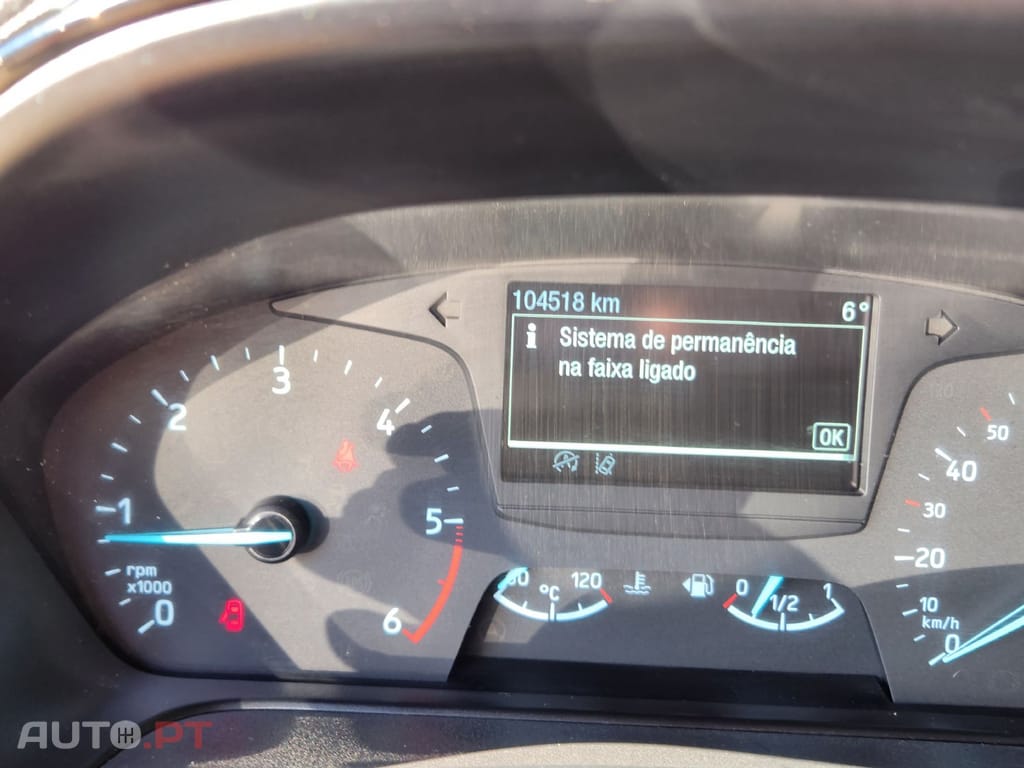 104518 km
6°
i Sistema de permanência
na faixa ligado
OK
3
2
4
1
5
rpm
x1000
0
6
120
°C
0
1/2
1
50
40
30
20
10
km/h
0
AUTO.PT